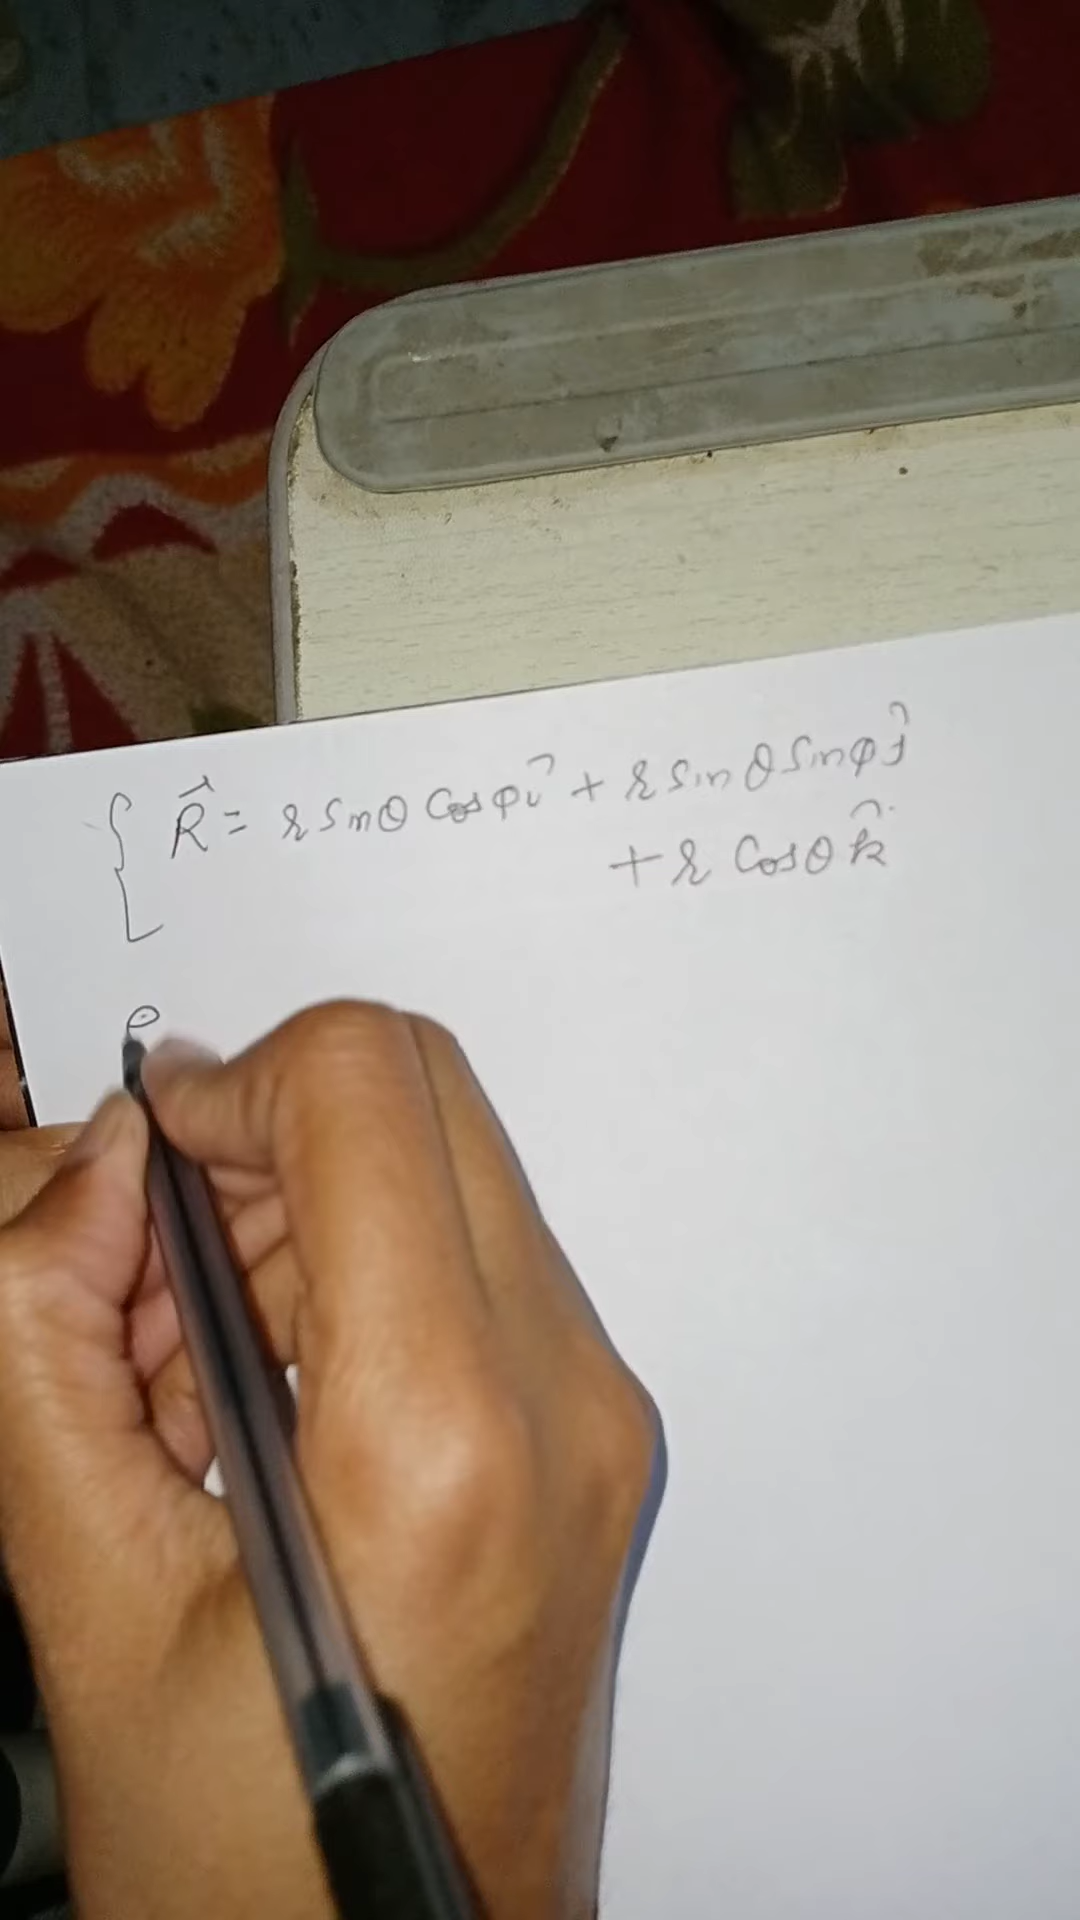 { R⃗ = r sinθ cosφ î + r sinθ sinφ ĵ
+ r cosθ k̂